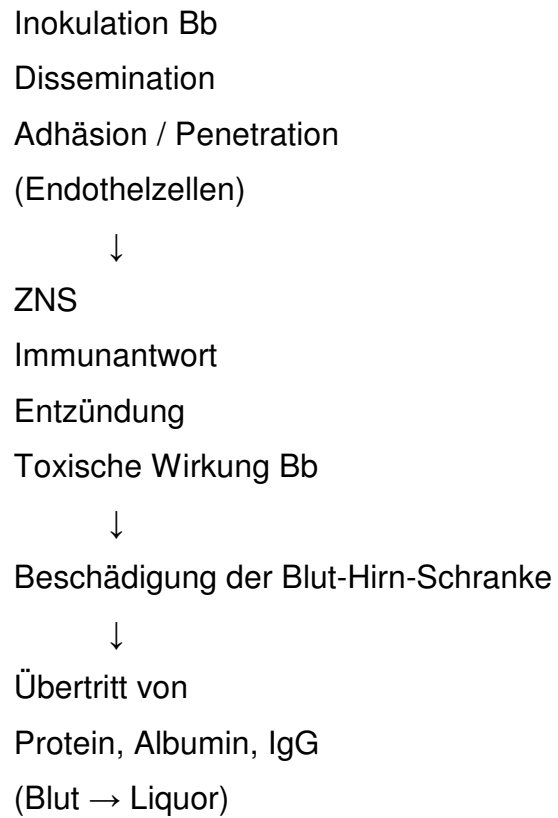 Inokulation Bb
Dissemination
Adhäsion / Penetration
(Endothelzellen)
↓
ZNS
Immunantwort
Entzündung
Toxische Wirkung Bb
↓
Beschädigung der Blut-Hirn-Schranke
↓
Übertritt von
Protein, Albumin, IgG
(Blut → Liquor)